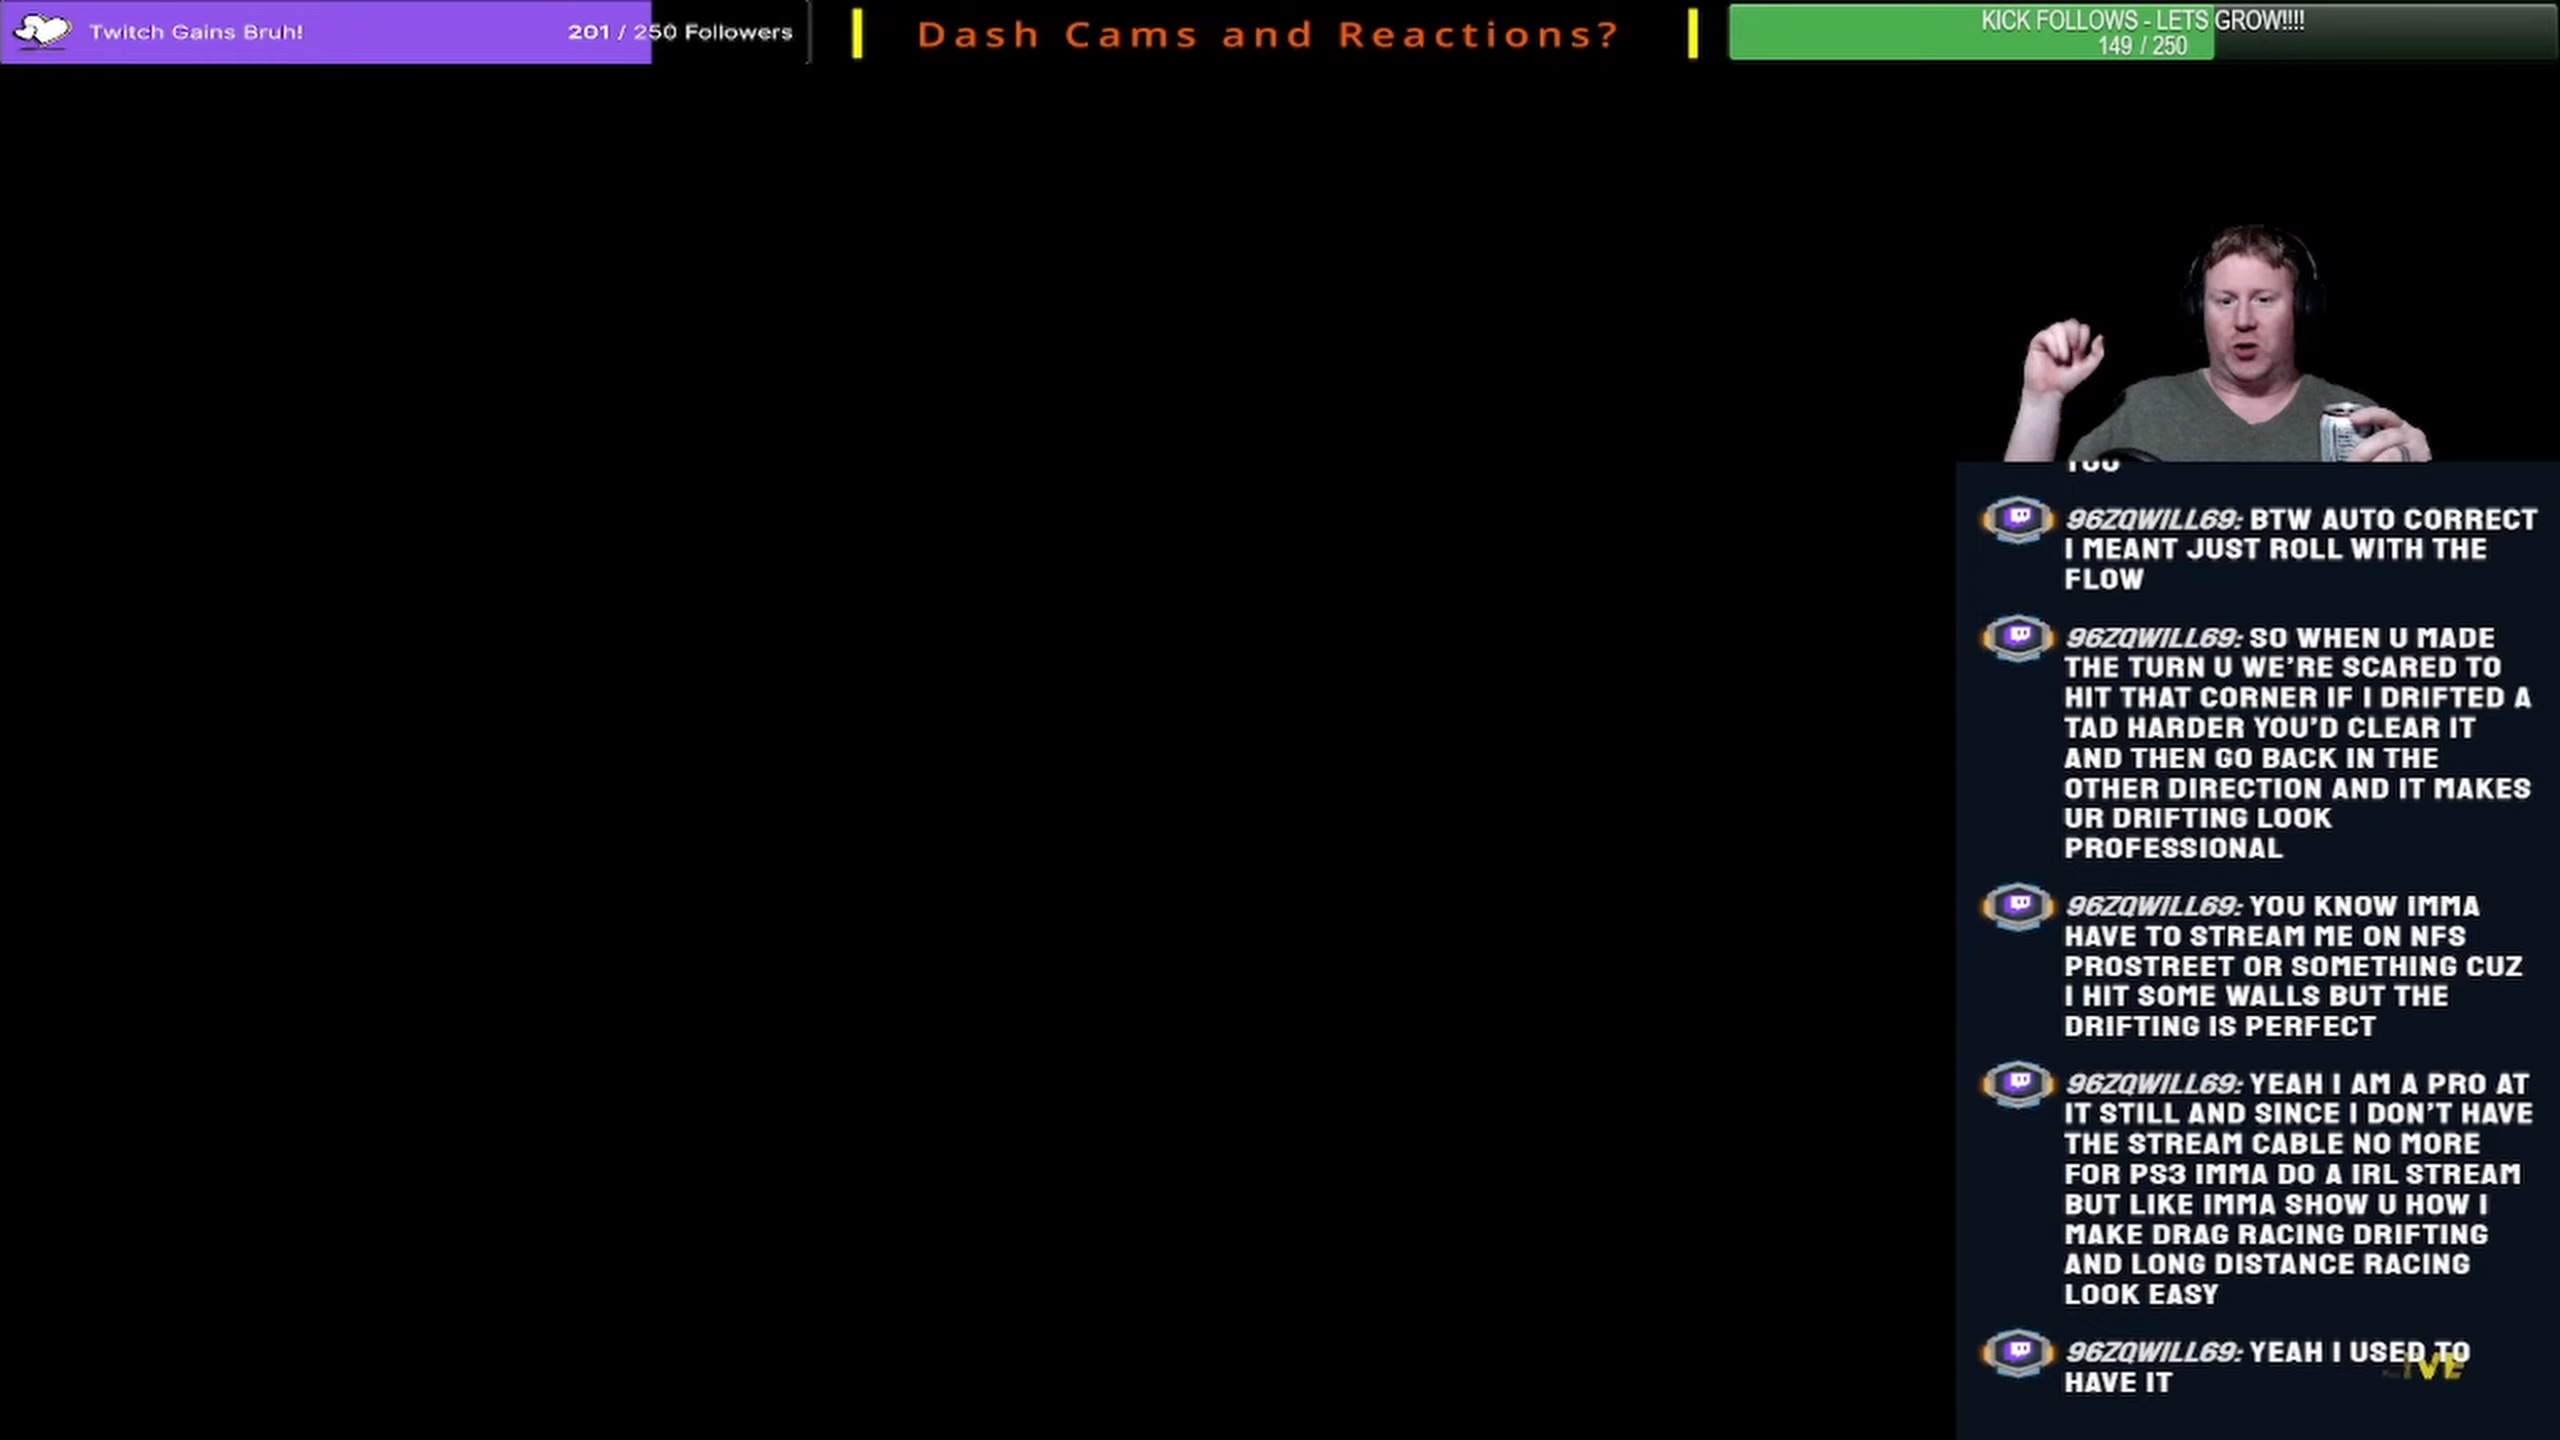 Twitch Gains Bruh!
201 / 250 Followers
Dash Cams and Reactions?
KICK FOLLOWS - LETS GROW!!!!
149 / 250
YOU
96ZQWILL69: BTW AUTO CORRECT
I MEANT JUST ROLL WITH THE
FLOW
96ZQWILL69: SO WHEN U MADE
THE TURN U WE'RE SCARED TO
HIT THAT CORNER IF I DRIFTED A
TAD HARDER YOU'D CLEAR IT
AND THEN GO BACK IN THE
OTHER DIRECTION AND IT MAKES
UR DRIFTING LOOK
PROFESSIONAL
96ZQWILL69: YOU KNOW IMMA
HAVE TO STREAM ME ON NFS
PROSTREET OR SOMETHING CUZ
I HIT SOME WALLS BUT THE
DRIFTING IS PERFECT
96ZQWILL69: YEAH I AM A PRO AT
IT STILL AND SINCE I DON'T HAVE
THE STREAM CABLE NO MORE
FOR PS3 IMMA DO A IRL STREAM
BUT LIKE IMMA SHOW U HOW I
MAKE DRAG RACING DRIFTING
AND LONG DISTANCE RACING
LOOK EASY
96ZQWILL69: YEAH I USED TO
HAVE IT